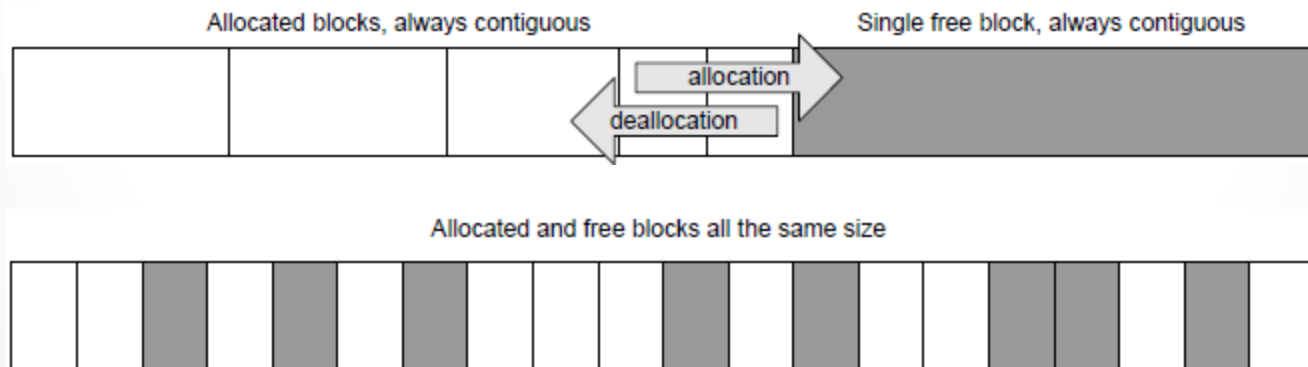 Allocated blocks, always contiguous
Single free block, always contiguous
allocation
deallocation
Allocated and free blocks all the same size